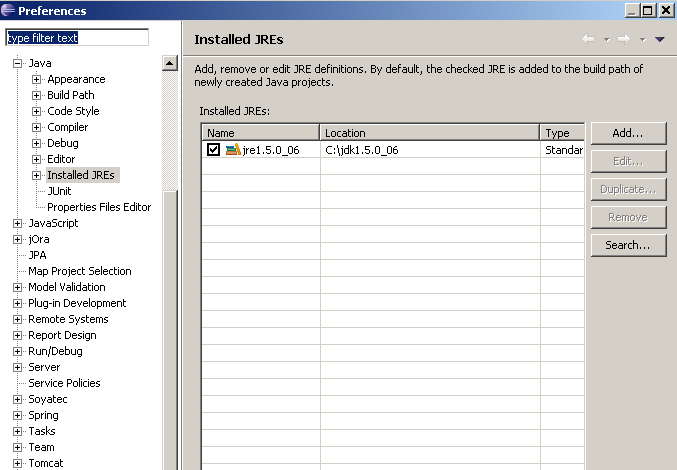 Preferences
type filter text
Java
Appearance
Build Path
Code Style
Compiler
Debug
Editor
Installed JREs
JUnit
Properties Files Editor
JavaScript
jOra
JPA
Map Project Selection
Model Validation
Plug-in Development
Remote Systems
Report Design
Run/Debug
Server
Service Policies
Soyatec
Spring
Tasks
Team
Tomcat
Installed JREs
Add, remove or edit JRE definitions. By default, the checked JRE is added to the build path of
newly created Java projects.
Installed JREs:
Name Location Type
jre1.5.0_06 C:\jdk1.5.0_06 Standar
Add...
Edit...
Duplicate...
Remove
Search...